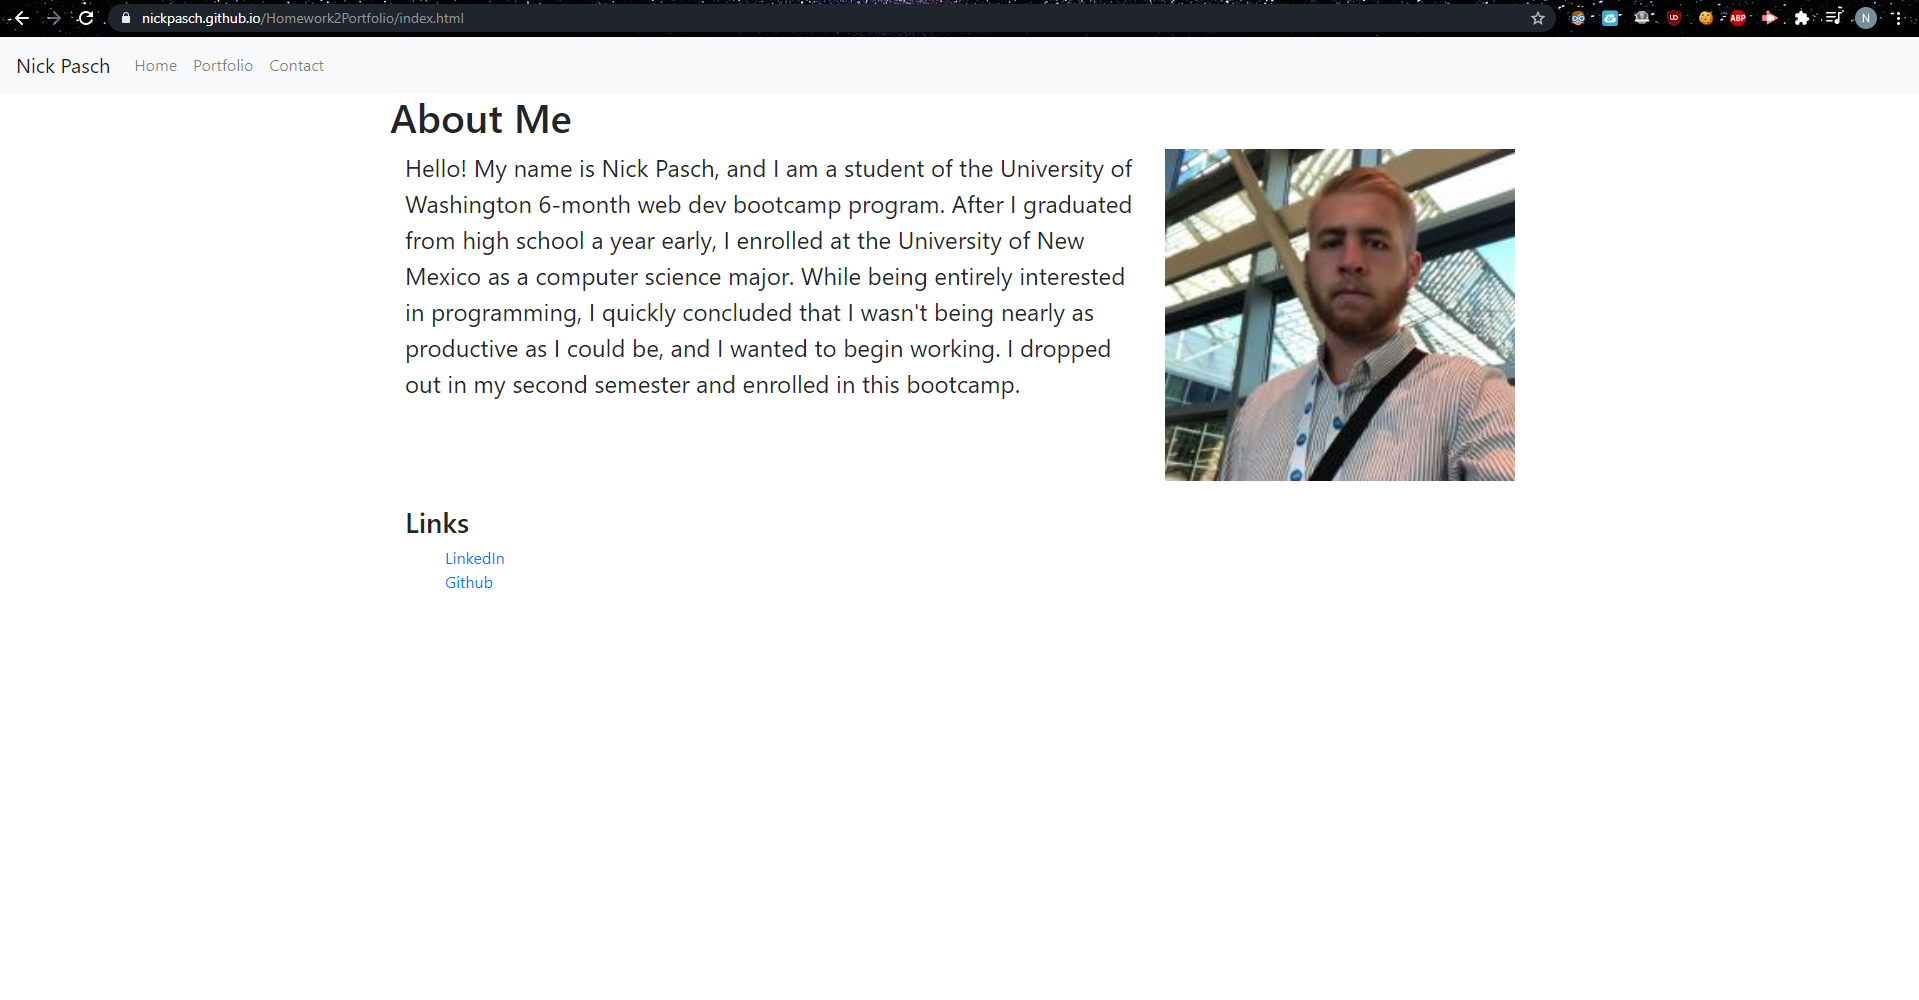 nickpasch.github.io/Homework2Portfolio/index.html
UD
ABP
N
Nick Pasch Home Portfolio Contact
About Me
Hello! My name is Nick Pasch, and I am a student of the University of
Washington 6-month web dev bootcamp program. After I graduated
from high school a year early, I enrolled at the University of New
Mexico as a computer science major. While being entirely interested
in programming, I quickly concluded that I wasn't being nearly as
productive as I could be, and I wanted to begin working. I dropped
out in my second semester and enrolled in this bootcamp.
Links
LinkedIn
Github